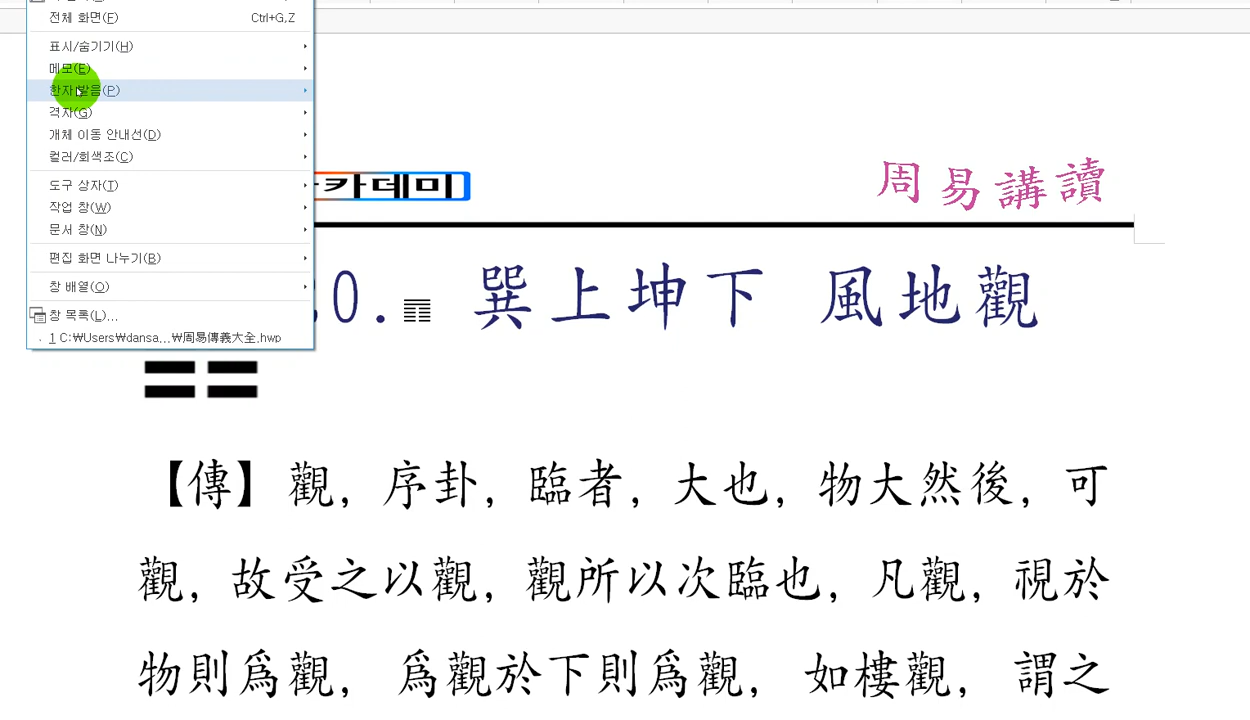 전체 화면(F) Ctrl+G,Z
표시/숨기기(H)
메모(E)
한자 발음(P)
격자(G)
개체 이동 안내선(D)
컬러/회색조(C)
도구 상자(T)
작업 창(W)
문서 창(N)
편집 화면 나누기(B)
창 배열(O)
창 목록(L)...
1 C:₩Users₩dansa...₩周易傳義大全.hwp
카데미
周易講讀
0. 巽上坤下 風地觀
【傳】觀, 序卦, 臨者, 大也, 物大然後, 可
觀, 故受之以觀, 觀所以次臨也, 凡觀, 視於
物則爲觀, 爲觀於下則爲觀, 如樓觀, 謂之